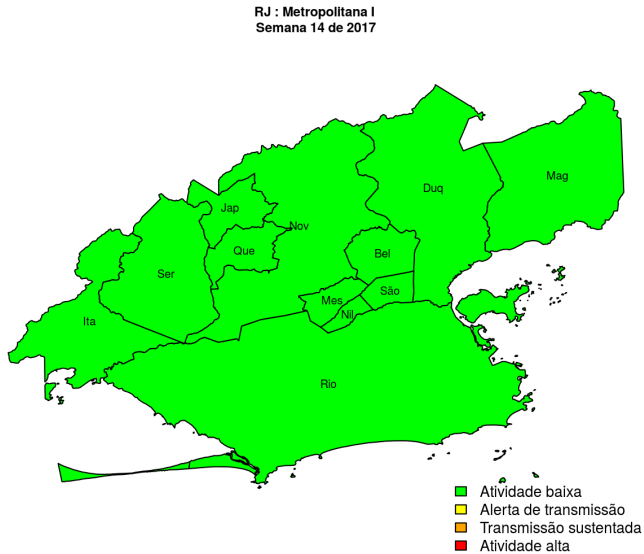 RJ : Metropolitana I
Semana 14 de 2017
Mag
Duq
Jap
Nov
Que
Bel
Ser
São
Mes
Nil
Ita
Rio
Atividade baixa
Alerta de transmissão
Transmissão sustentada
Atividade alta